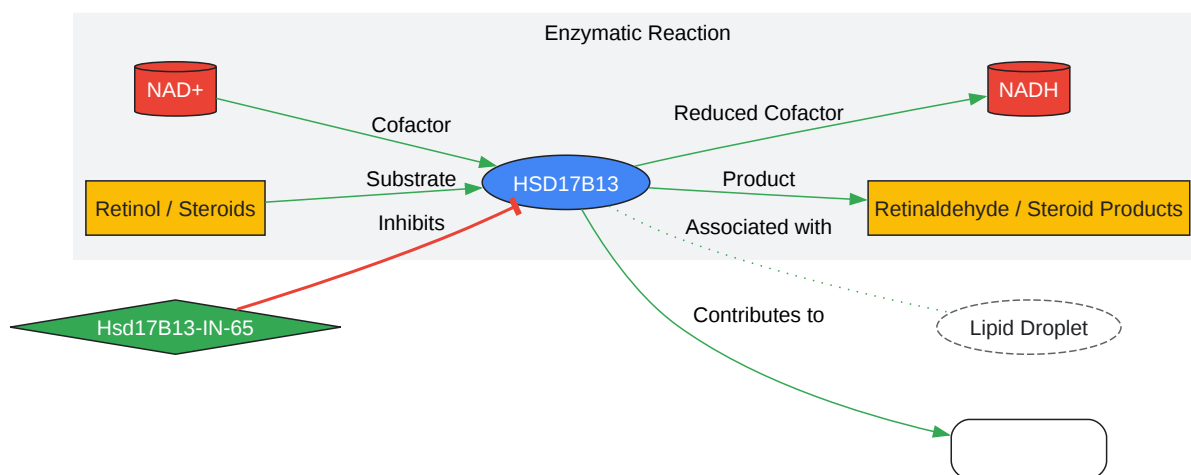 Enzymatic Reaction
NAD+
NADH
Cofactor
Reduced Cofactor
Retinol / Steroids
Substrate
HSD17B13
Product
Retinaldehyde / Steroid Products
Inhibits
Associated with
Hsd17B13-IN-65
Contributes to
Lipid Droplet